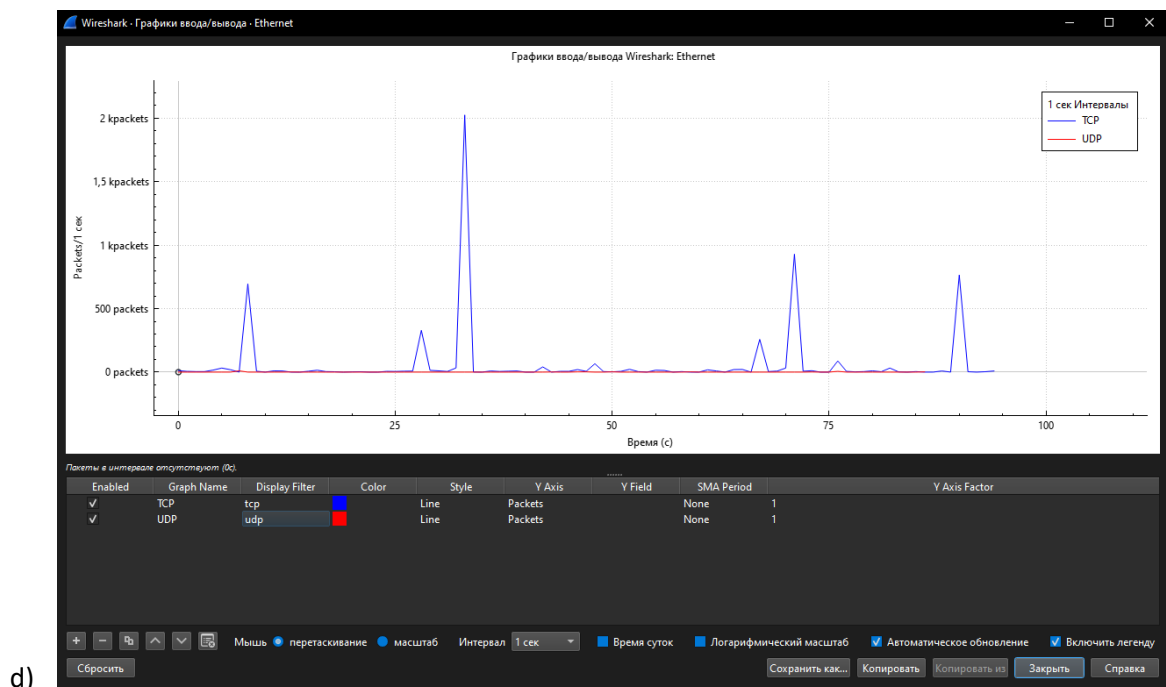 Wireshark · Графики ввода/вывода · Ethernet
Графики ввода/вывода Wireshark: Ethernet
1 сек Интервалы
TCP
UDP
2 kpackets
1,5 kpackets
1 kpackets
500 packets
0 packets
Packets/1 сек
0 25 50 75 100
Время (с)
Пакеты в интервале отсутствуют (0с).
Enabled Graph Name Display Filter Color Style Y Axis Y Field SMA Period Y Axis Factor
TCP tcp Line Packets None 1
UDP udp Line Packets None 1
Мышь перетаскивание масштаб Интервал 1 сек Время суток Логарифмический масштаб Автоматическое обновление Включить легенду
Сбросить Сохранить как... Копировать Копировать из Закрыть Справка
d)